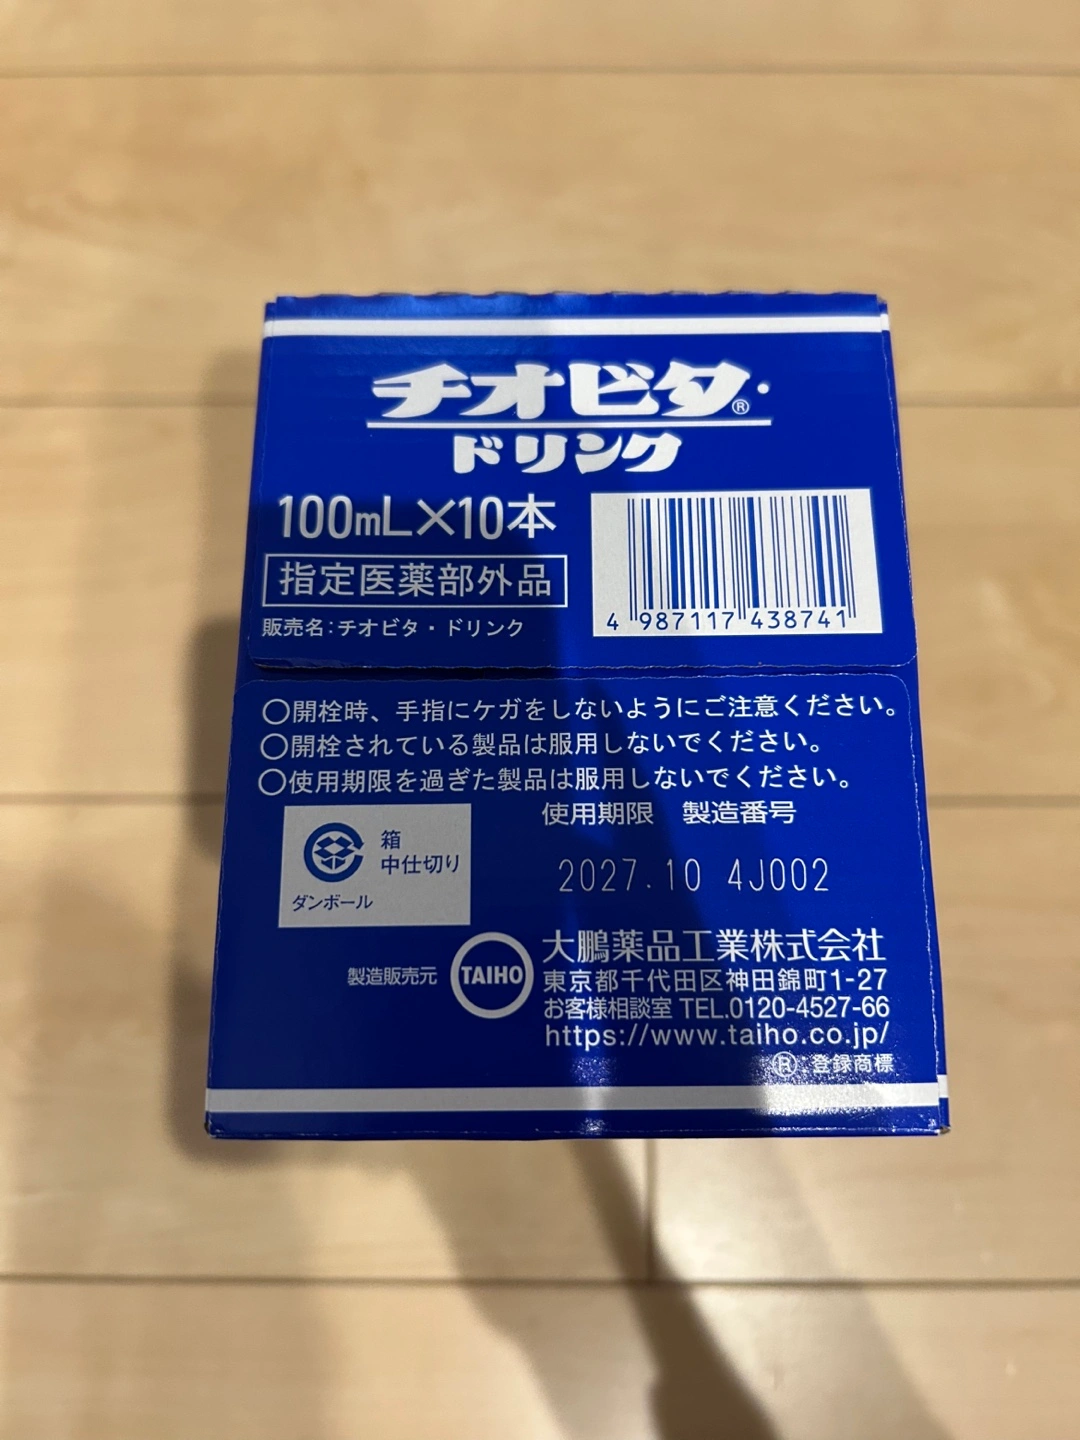 チオビタ・®
ドリンク
100mL×10本
指定医薬部外品
販売名:チオビタ・ドリンク
4 987117 438741
○開栓時、手指にケガをしないようにご注意ください。
○開栓されている製品は服用しないでください。
○使用期限を過ぎた製品は服用しないでください。
使用期限 製造番号
2027.10 4J002
箱
中仕切り
ダンボール
製造販売元
TAIHO
大鵬薬品工業株式会社
東京都千代田区神田錦町1-27
お客様相談室 TEL.0120-4527-66
https://www.taiho.co.jp/
®:登録商標